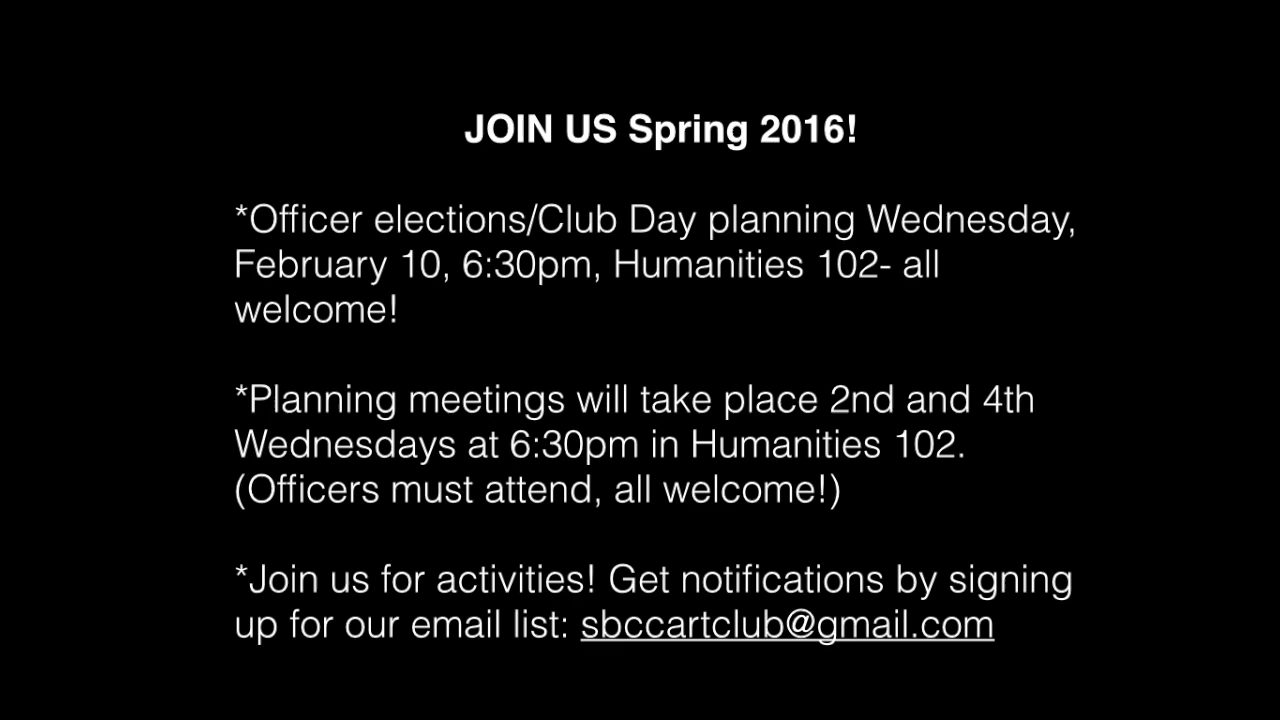 JOIN US Spring 2016!
*Officer elections/Club Day planning Wednesday,
February 10, 6:30pm, Humanities 102- all
welcome!
*Planning meetings will take place 2nd and 4th
Wednesdays at 6:30pm in Humanities 102.
(Officers must attend, all welcome!)
*Join us for activities! Get notifications by signing
up for our email list: sbccartclub@gmail.com